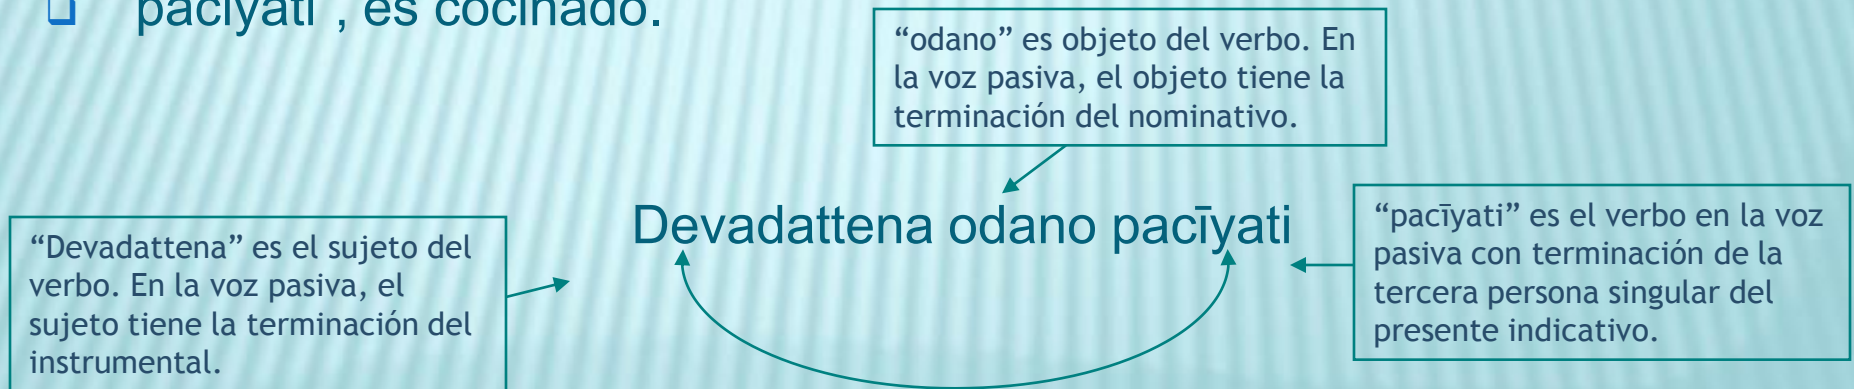 ❑ pacīyati , es cocinado.
“odano” es objeto del verbo. En
la voz pasiva, el objeto tiene la
terminación del nominativo.
Devadattena odano pacīyati
“Devadattena” es el sujeto del
verbo. En la voz pasiva, el
sujeto tiene la terminación del
instrumental.
“pacīyati” es el verbo en la voz
pasiva con terminación de la
tercera persona singular del
presente indicativo.